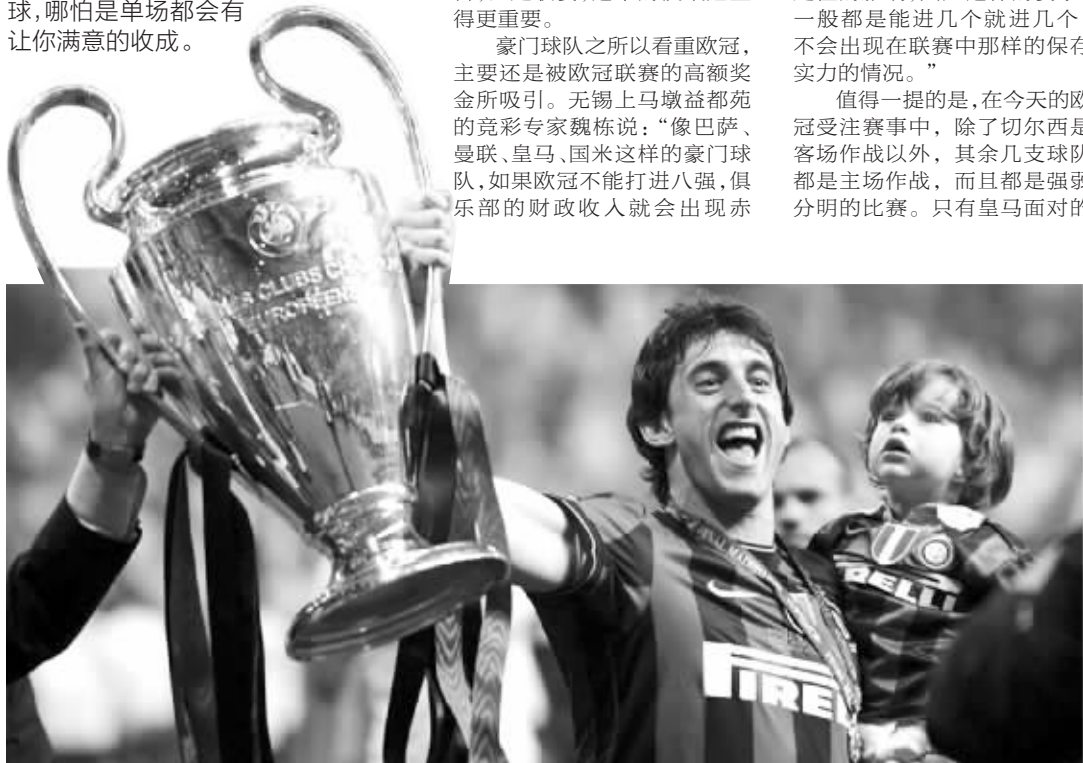 球,哪怕是单场都会有
让你满意的收成。
得更重要。
豪门球队之所以看重欧冠,
主要还是被欧冠联赛的高额奖
金所吸引。无锡上马墩益都苑
的竞彩专家魏栋说:“像巴萨、
曼联、皇马、国米这样的豪门球
队,如果欧冠不能打进八强,俱
乐部的财政收入就会出现赤
一般都是能进几个就进几个
不会出现在联赛中那样的保存
实力的情况。”
值得一提的是,在今天的欧
冠受注赛事中,除了切尔西是
客场作战以外,其余几支球队
都是主场作战,而且都是强弱
分明的比赛。只有皇马面对的
CLUBS
PIRE
RELLI